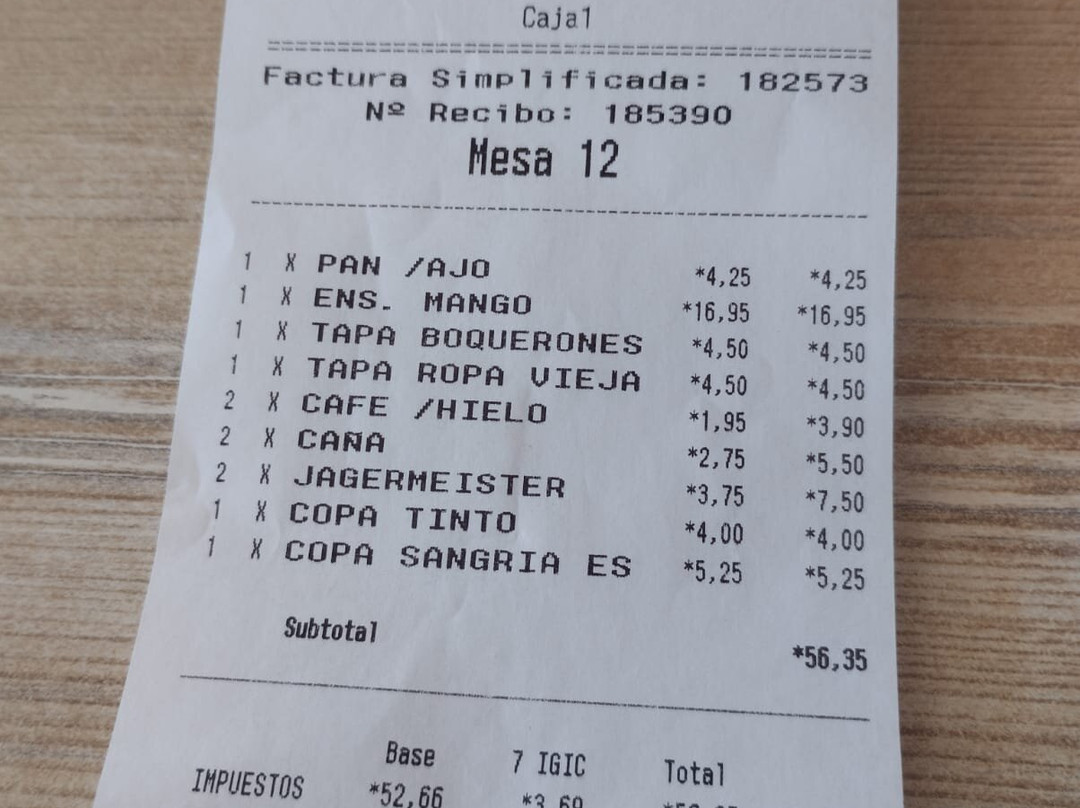 Caja1
================================================
Factura Simplificada: 182573
Nº Recibo: 185390
Mesa 12
1 X PAN /AJO *4,25 *4,25
1 X ENS. MANGO *16,95 *16,95
1 X TAPA BOQUERONES *4,50 *4,50
1 X TAPA ROPA VIEJA *4,50 *4,50
2 X CAFE /HIELO *1,95 *3,90
2 X CAÑA *2,75 *5,50
2 X JAGERMEISTER *3,75 *7,50
1 X COPA TINTO *4,00 *4,00
1 X COPA SANGRIA ES *5,25 *5,25
Subtotal *56,35
Base 7 IGIC Total
IMPUESTOS *52,66 *3,69